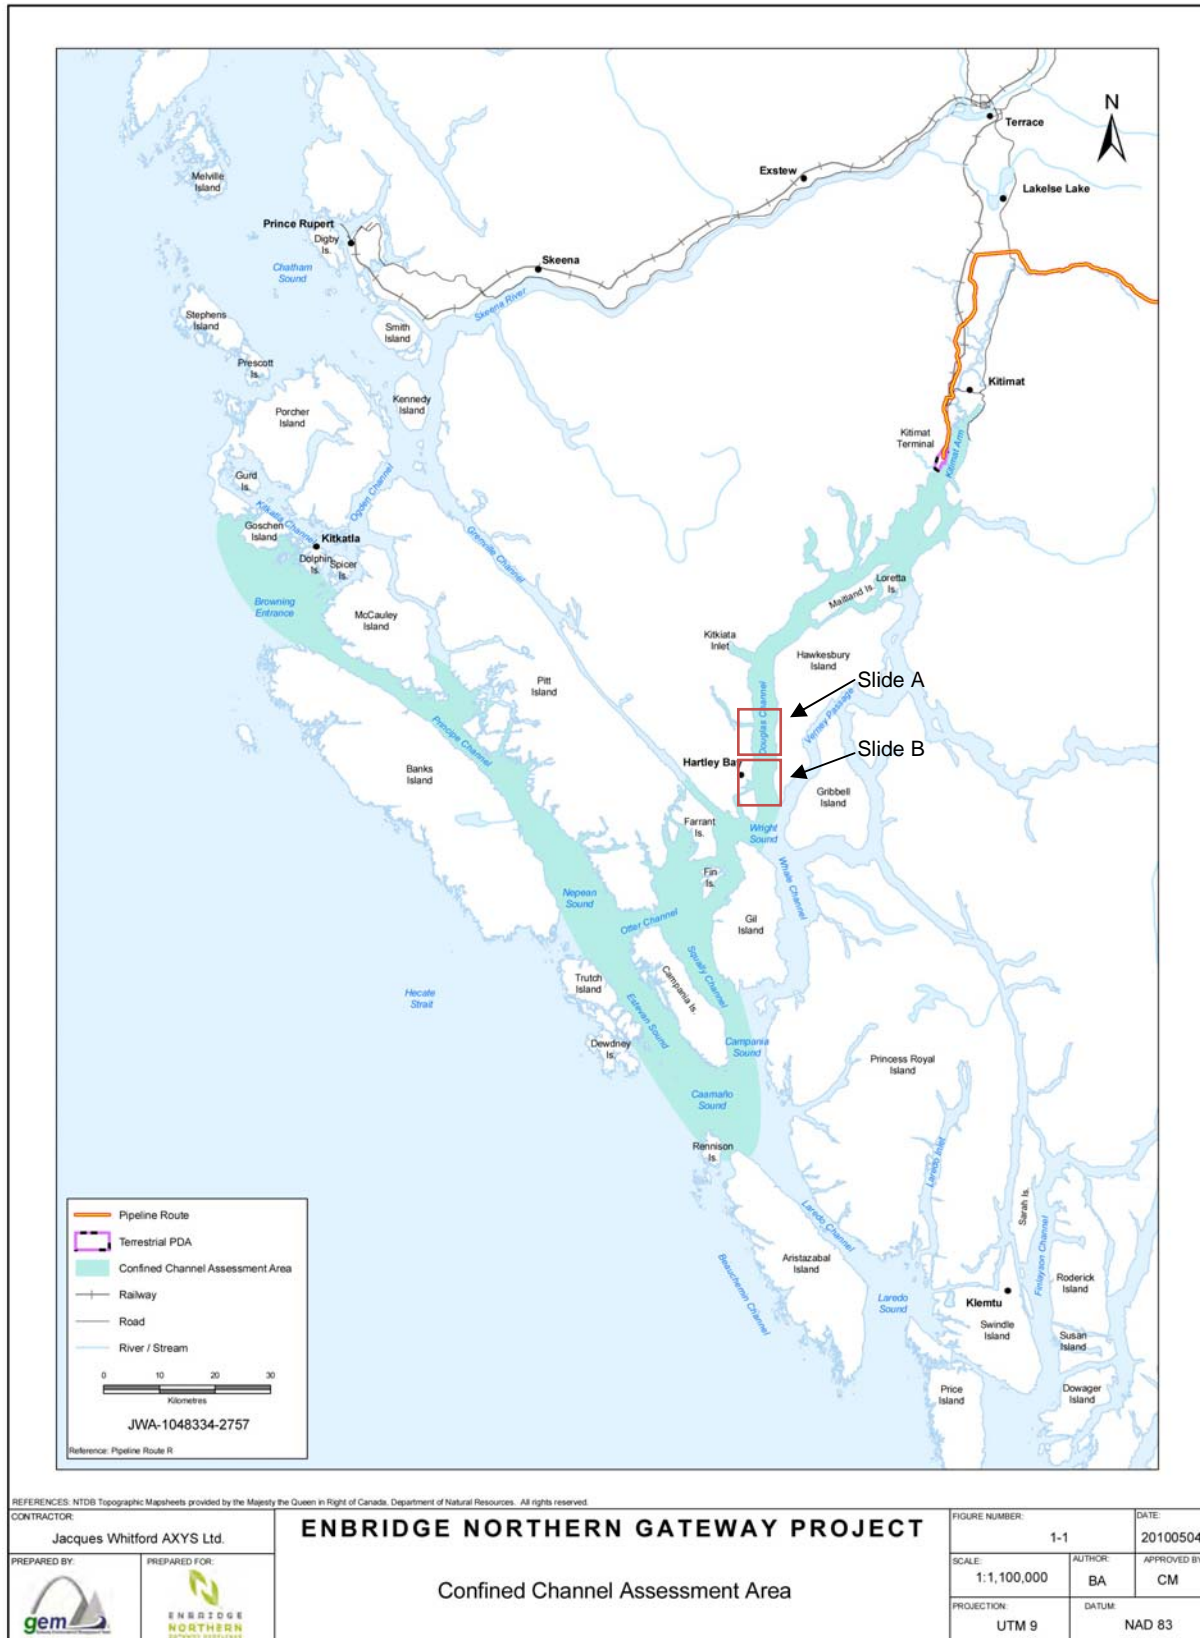 N
Terrace
Exstew
Lakelse Lake
Melville
Island
Prince Rupert
Digby
Is.
Chatham
Sound
Skeena
Skeena River
Stephens
Island
Smith
Island
Prescott
Is.
Kennedy
Island
Kitimat
Porcher
Island
Kitimat
Terminal
Kitimat Arm
Gurd
Is.
Ogden Channel
Kitkatla Channel
Goschen
Island
Kitkatla
Dolphin
Is.
Spicer
Is.
Grenville Channel
Browning
Entrance
McCauley
Island
Maitland Is.
Loretta
Is.
Kitkiata
Inlet
Hawkesbury
Island
Pitt
Island
Slide A
Douglas Channel
Verney Passage
Principe Channel
Slide B
Banks
Island
Hartley Bay
Gribbell
Island
Farrant
Is.
Wright
Sound
Whale Channel
Fin
Is.
Nepean
Sound
Otter Channel
Gil
Island
Squally Channel
Campania Is.
Trutch
Island
Hecate
Strait
Estevan Sound
Dewdney
Is.
Campania
Sound
Princess Royal
Island
Caamaño
Sound
Rennison
Is.
Laredo Inlet
Laredo Channel
Sarah Is.
Finlayson Channel
Aristazabal
Island
Beauchemin Channel
Laredo
Sound
Klemtu
Swindle
Island
Roderick
Island
Susan
Island
Price
Island
Dowager
Island
Pipeline Route
Terrestrial PDA
Confined Channel Assessment Area
Railway
Road
River / Stream
0 10 20 30
Kilometres
JWA-1048334-2757
Reference: Pipeline Route R
REFERENCES: NTDB Topographic Mapsheets provided by the Majesty the Queen in Right of Canada, Department of Natural Resources. All rights reserved.
CONTRACTOR:
Jacques Whitford AXYS Ltd.
PREPARED BY:
gem
PREPARED FOR:
ENBRIDGE
NORTHERN
ENBRIDGE NORTHERN GATEWAY PROJECT
Confined Channel Assessment Area
FIGURE NUMBER:
1-1
DATE:
20100504
SCALE:
1:1,100,000
AUTHOR:
BA
APPROVED BY
CM
PROJECTION:
UTM 9
DATUM:
NAD 83